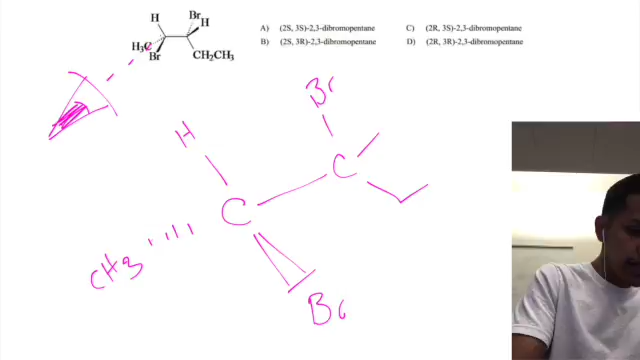 Br
H
H
H₃C
Br
CH₂CH₃
A) (2S, 3S)-2,3-dibromopentane
B) (2S, 3R)-2,3-dibromopentane
C) (2R, 3S)-2,3-dibromopentane
D) (2R, 3R)-2,3-dibromopentane
Br
H
C
C
CH3
Br